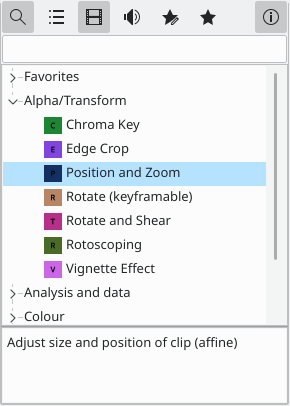 Favorites
Alpha/Transform
C Chroma Key
E Edge Crop
P Position and Zoom
R Rotate (keyframable)
T Rotate and Shear
R Rotoscoping
V Vignette Effect
Analysis and data
Colour
Adjust size and position of clip (affine)